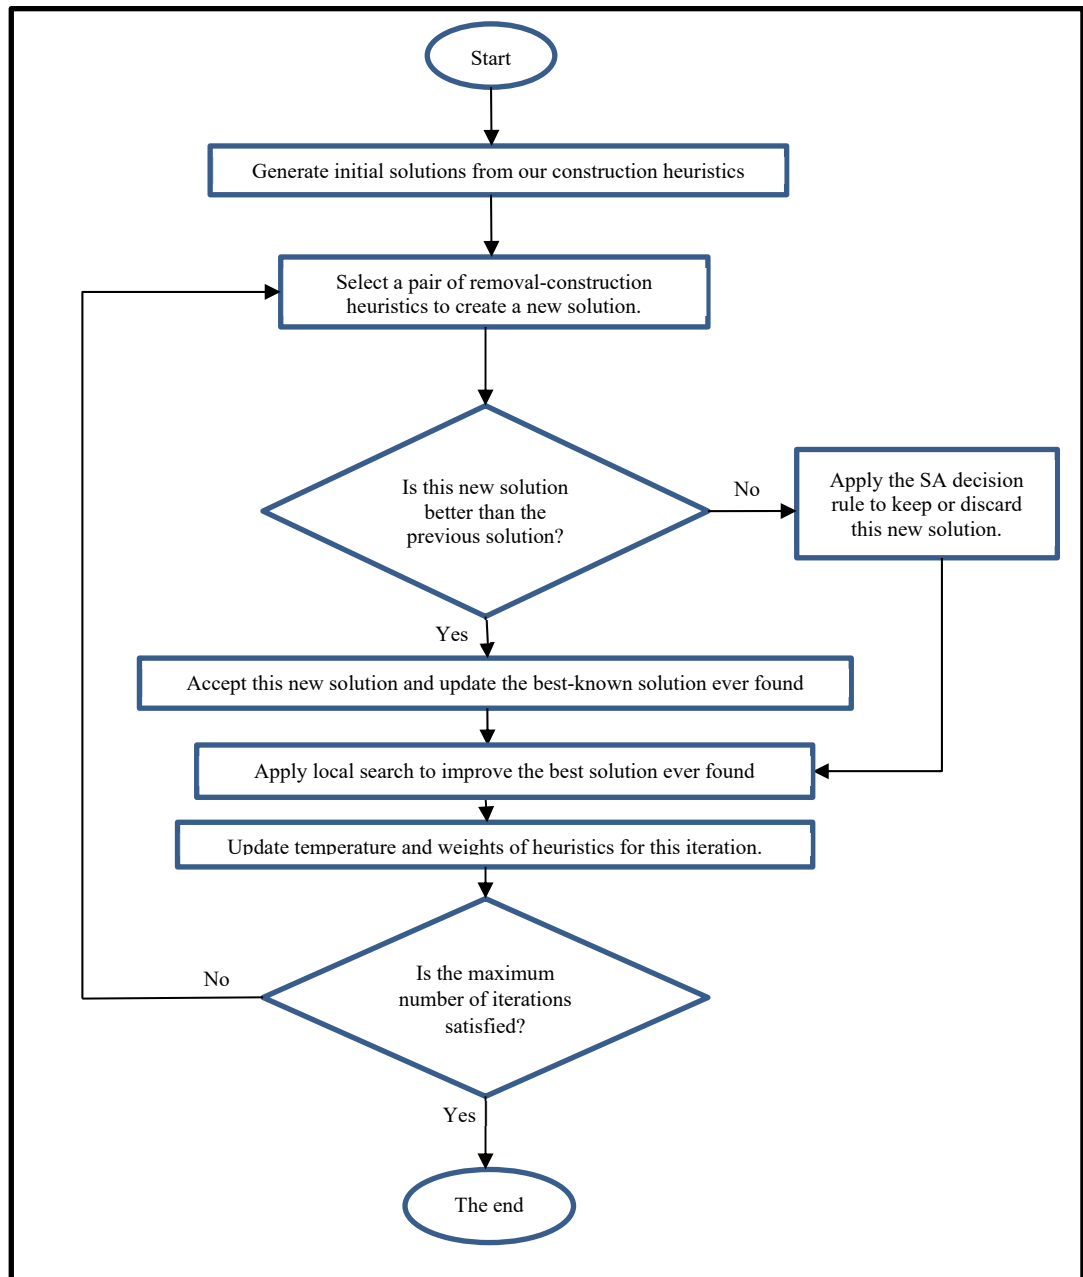 Start
Generate initial solutions from our construction heuristics
Select a pair of removal-construction
heuristics to create a new solution.
Is this new solution
better than the
previous solution?
No
Apply the SA decision
rule to keep or discard
this new solution.
Yes
Accept this new solution and update the best-known solution ever found
Apply local search to improve the best solution ever found
Update temperature and weights of heuristics for this iteration.
No
Is the maximum
number of iterations
satisfied?
Yes
The end